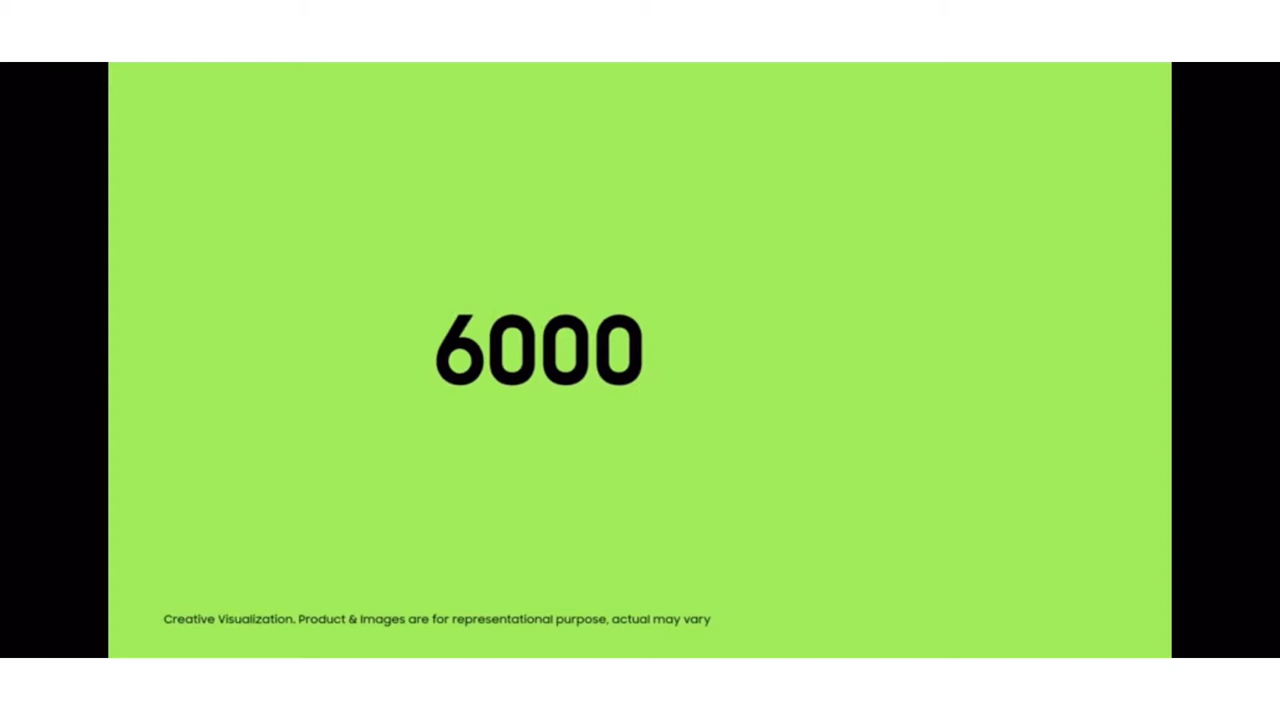 6000
Creative Visualization. Product & Images are for representational purpose, actual may vary